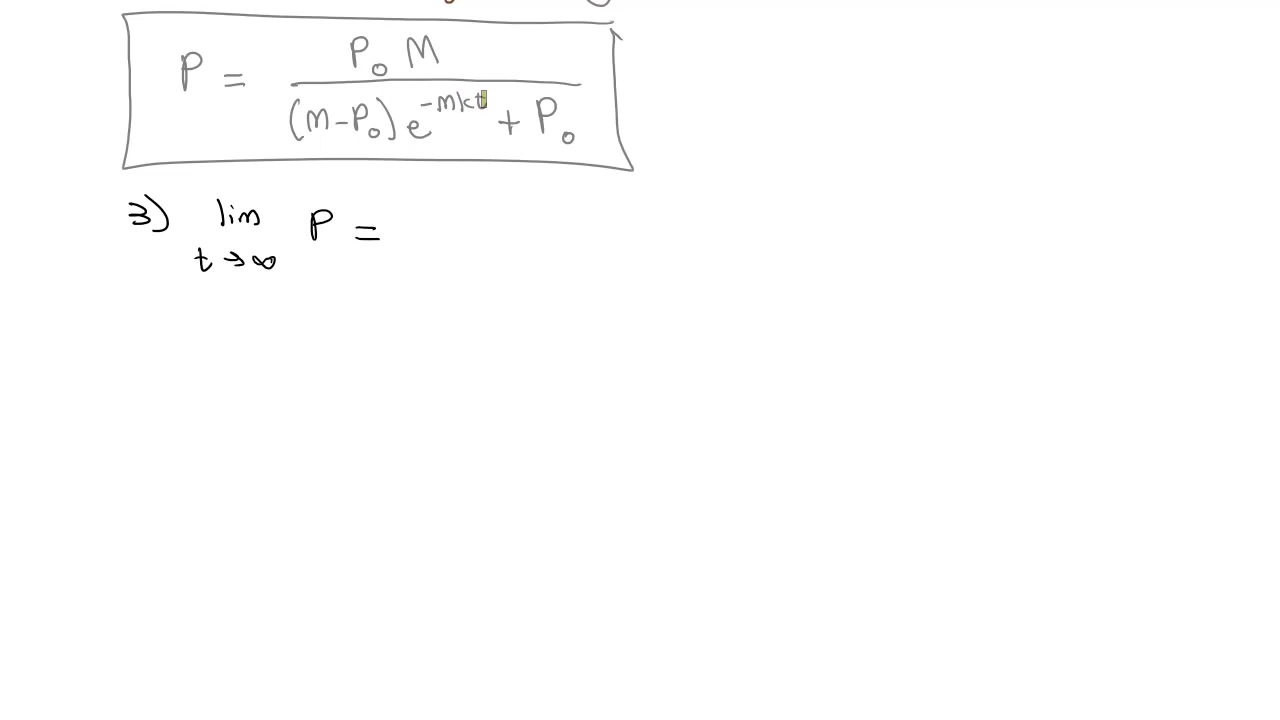 P = P₀ M / (M-P₀) e^-Mkt + P₀
3) lim t→∞ P =